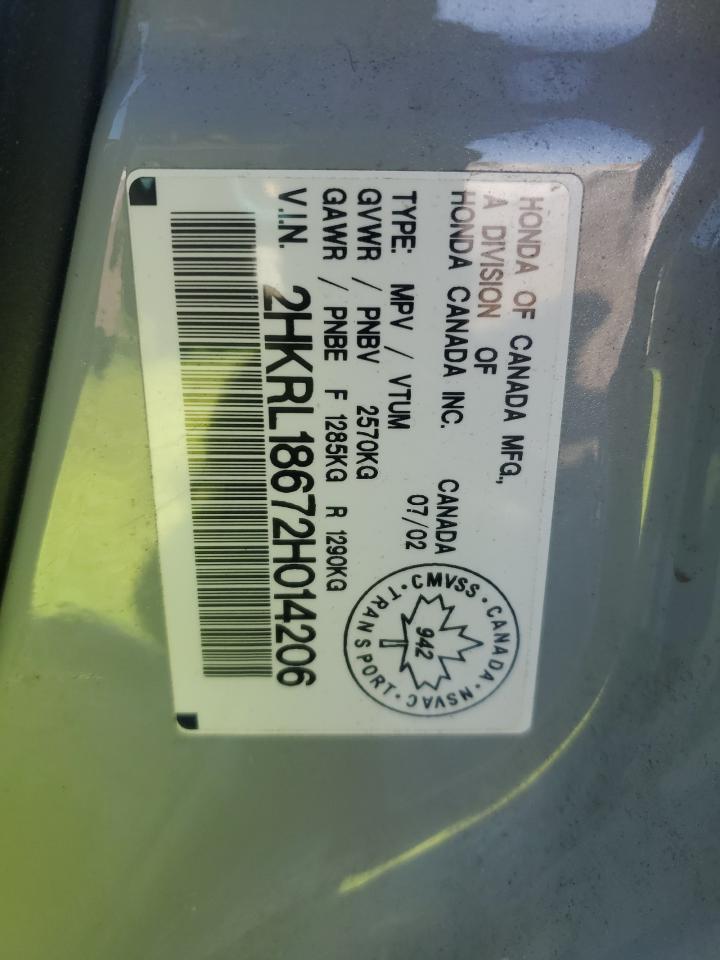 HONDA OF CANADA MFG.,
A DIVISION OF
HONDA CANADA INC. CANADA
TYPE: MPV / VTUM 07/02
GVWR / PNBV 2570KG
GAWR / PNBE F 1285KG R 1290KG
V.I.N. 2HKRL18672H014206
CMVSS · CANADA · NSVAC · TRANSPORT ·
942